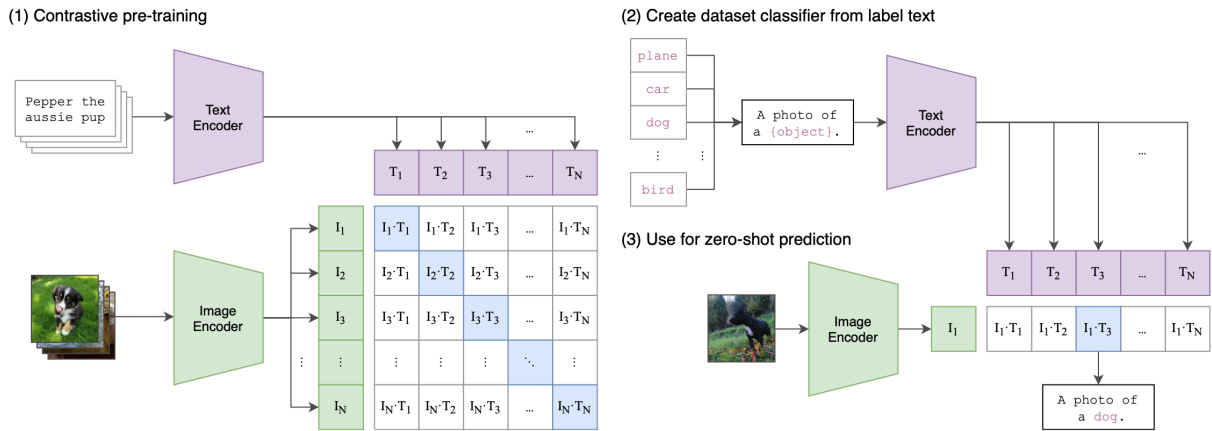 (1) Contrastive pre-training
Pepper the
aussie pup
Text
Encoder
...
T1 T2 T3 ... TN
Image
Encoder
⋮
I1 I1·T1 I1·T2 I1·T3 ... I1·TN
I2 I2·T1 I2·T2 I2·T3 ... I2·TN
I3 I3·T1 I3·T2 I3·T3 ... I3·TN
⋮ ⋮ ⋮ ⋮ ⋱ ⋮
IN IN·T1 IN·T2 IN·T3 ... IN·TN
(2) Create dataset classifier from label text
plane
car
dog
⋮ ⋮
bird
A photo of
a {object}.
Text
Encoder
...
(3) Use for zero-shot prediction
T1 T2 T3 ... TN
Image
Encoder
I1 I1·T1 I1·T2 I1·T3 ... I1·TN
A photo of
a dog.